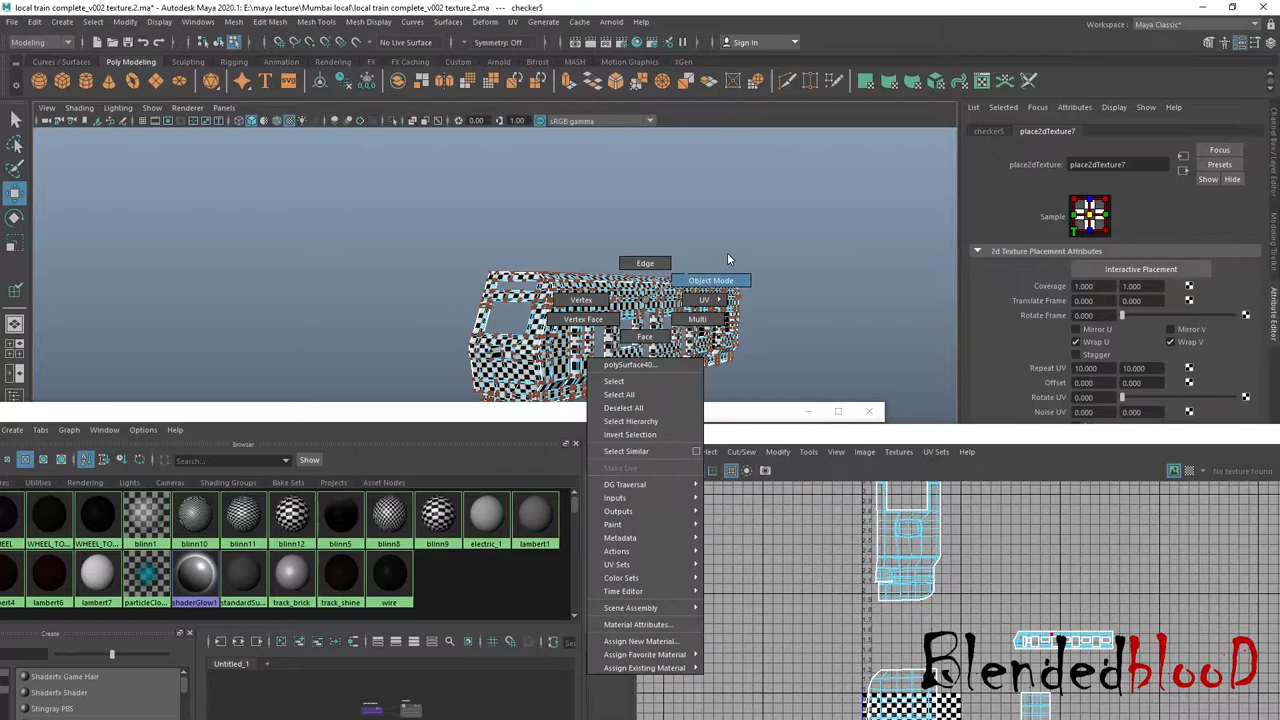 local train complete_v002 texture.2.ma* - Autodesk Maya 2020.1: E:\maya lecture\Mumbai local\local train complete_v002 texture.2.ma --- checker5
File Edit Create Select Modify Display Windows Mesh Edit Mesh Mesh Tools Mesh Display Curves Surfaces Deform UV Generate Cache Arnold Help
Workspace : Maya Classic*
Modeling No Live Surface Symmetry: Off Sign In
Curves / Surfaces Poly Modeling Sculpting Rigging Animation Rendering FX FX Caching Custom Arnold Bifrost MASH Motion Graphics XGen
View Shading Lighting Show Renderer Panels
0.00 1.00 sRGB gamma
List Selected Focus Attributes Display Show Help
checker5 place2dTexture7
place2dTexture: place2dTexture7
Focus
Presets
Show Hide
Sample
2d Texture Placement Attributes
Interactive Placement
Coverage 1.000 1.000
Translate Frame 0.000 0.000
Rotate Frame 0.000
Mirror U Mirror V
Wrap U Wrap V
Stagger
Repeat UV 10.000 10.000
Offset 0.000 0.000
Rotate UV 0.000
Noise UV 0.000 0.000
Channel Box / Layer Editor
Modeling Toolkit
Attribute Editor
Edge
Object Mode
Vertex UV
Vertex Face Multi
Face
polySurface40...
Select
Select All
Deselect All
Select Hierarchy
Invert Selection
Select Similar
Make Live
DG Traversal
Inputs
Outputs
Paint
Metadata
Actions
UV Sets
Color Sets
Time Editor
Scene Assembly
Material Attributes...
Assign New Material...
Assign Favorite Material
Assign Existing Material
Create Tabs Graph Window Options Help
Browser
Search... Show
Utilities Rendering Lights Cameras Shading Groups Bake Sets Projects Asset Nodes
WHEEL_TO... blinn1 blinn10 blinn11 blinn12 blinn5 blinn8 blinn9 electric_1 lambert1
lambert6 lambert7 particleClo... shaderGlow1 standardSu... track_brick track_shine wire
Create
Untitled_1 +
Shaderfx Game Hair
Shaderfx Shader
Stingray PBS
Cut/Sew Modify Tools View Image Textures UV Sets Help
No texture found
BlendedblooD